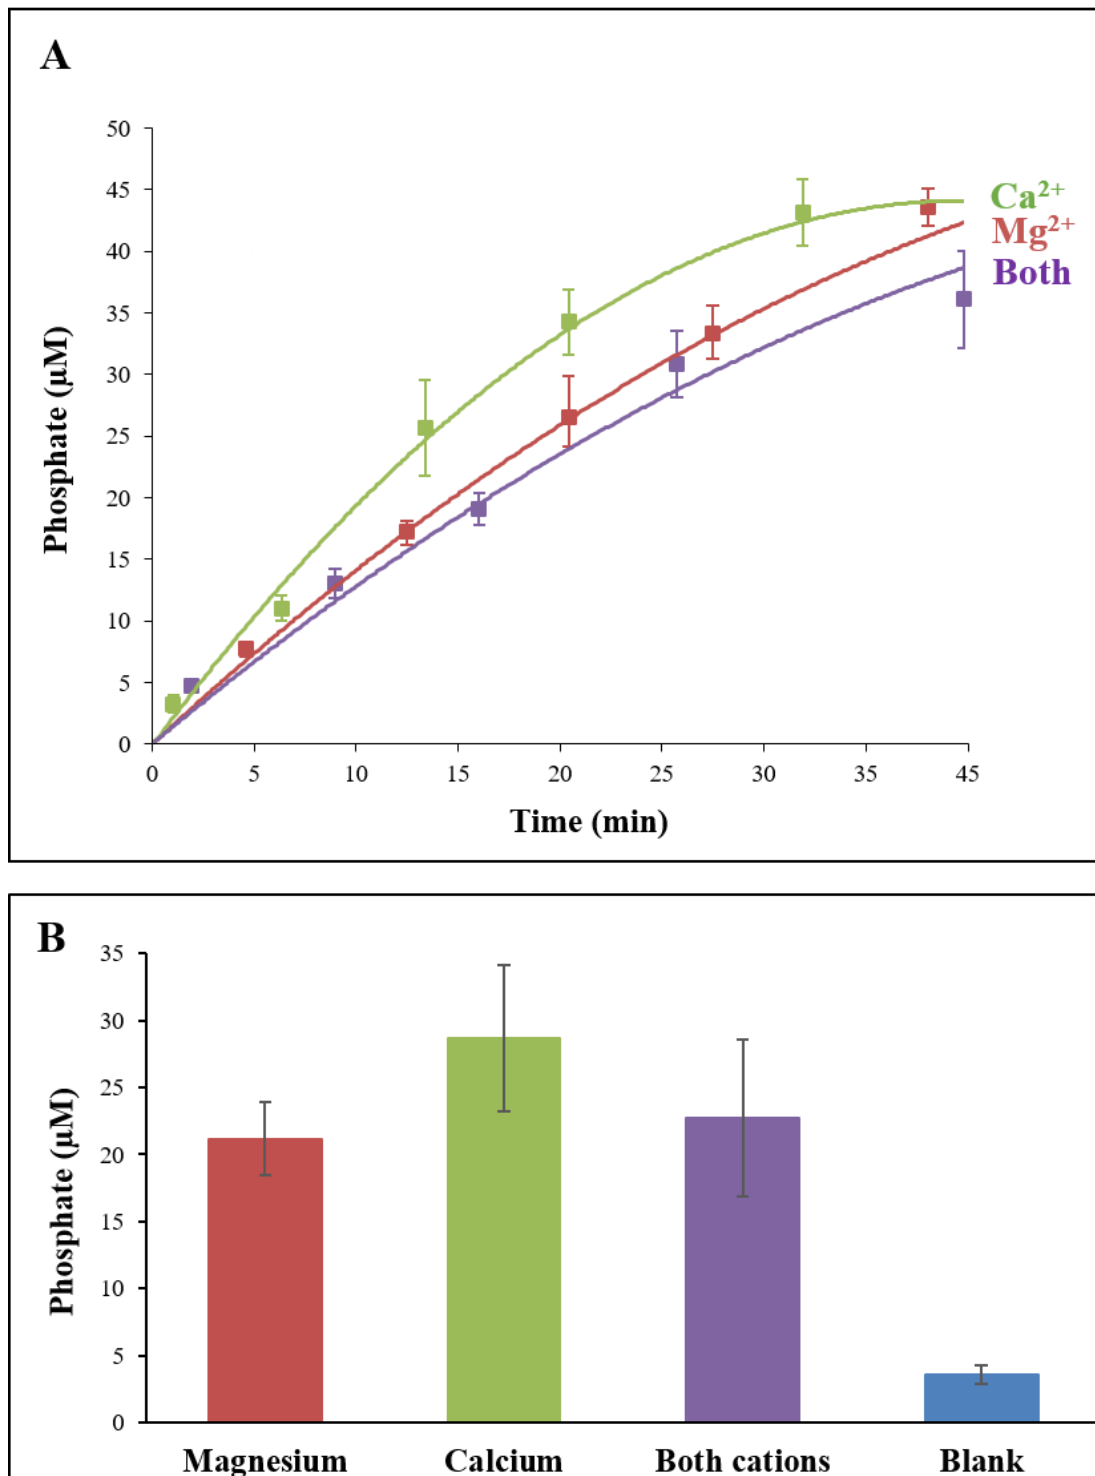 A
50
45
40
35
30
25
20
15
10
5
0
Phosphate (µM)
0 5 10 15 20 25 30 35 45
Time (min)
Ca²⁺
Mg²⁺
Both
B
35
30
25
20
15
10
5
0
Phosphate (µM)
Magnesium Calcium Both cations Blank